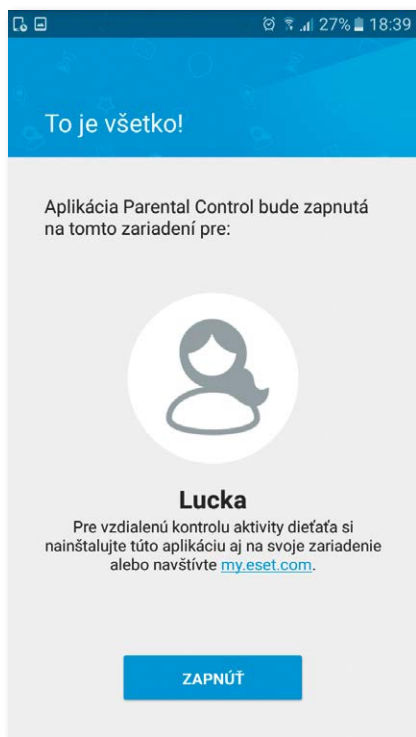 27% 18:39
To je všetko!
Aplikácia Parental Control bude zapnutá
na tomto zariadení pre:
Lucka
Pre vzdialenú kontrolu aktivity dieťaťa si
nainštalujte túto aplikáciu aj na svoje zariadenie
alebo navštívte my.eset.com.
ZAPNÚŤ